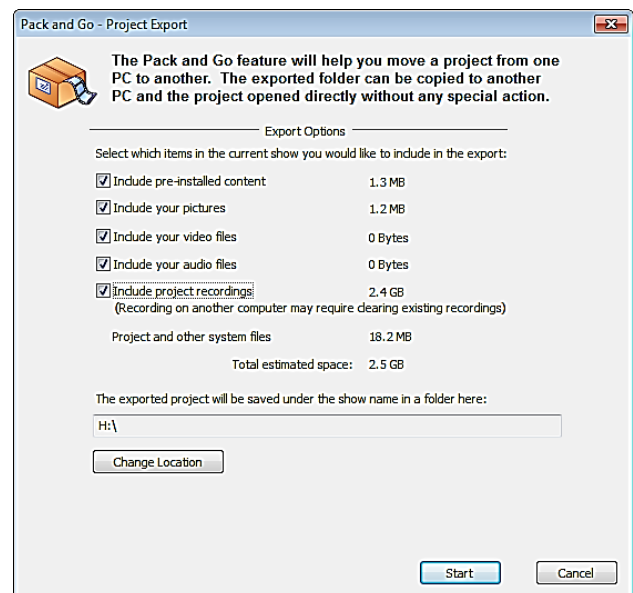 Pack and Go - Project Export
The Pack and Go feature will help you move a project from one
PC to another. The exported folder can be copied to another
PC and the project opened directly without any special action.
Export Options
Select which items in the current show you would like to include in the export:
Include pre-installed content 1.3 MB
Include your pictures 1.2 MB
Include your video files 0 Bytes
Include your audio files 0 Bytes
Include project recordings 2.4 GB
(Recording on another computer may require clearing existing recordings)
Project and other system files 18.2 MB
Total estimated space: 2.5 GB
The exported project will be saved under the show name in a folder here:
H:\
Change Location
Start Cancel